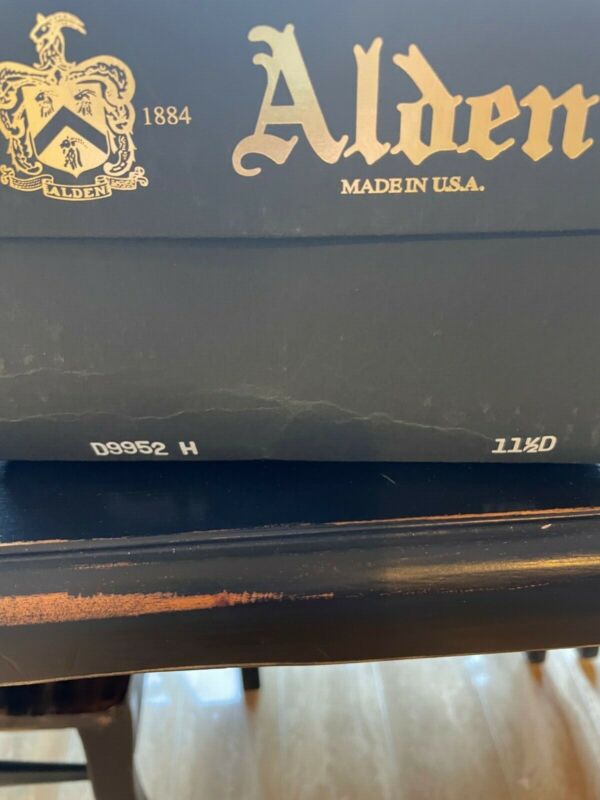 1884
Alden
MADE IN U.S.A.
ALDEN
D9952 H
11½D